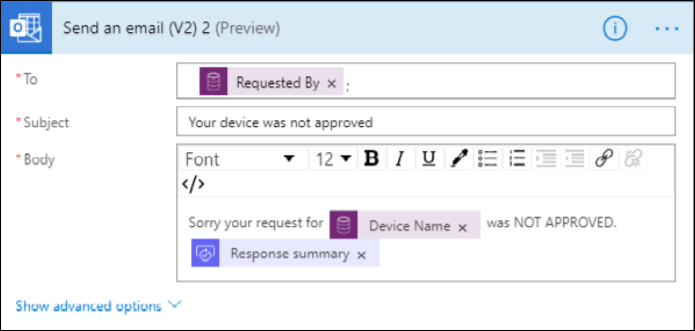 Send an email (V2) 2 (Preview)
* To
Requested By × ;
* Subject
Your device was not approved
* Body
Font 12 B I U
</>
Sorry your request for Device Name × was NOT APPROVED.
Response summary ×
Show advanced options